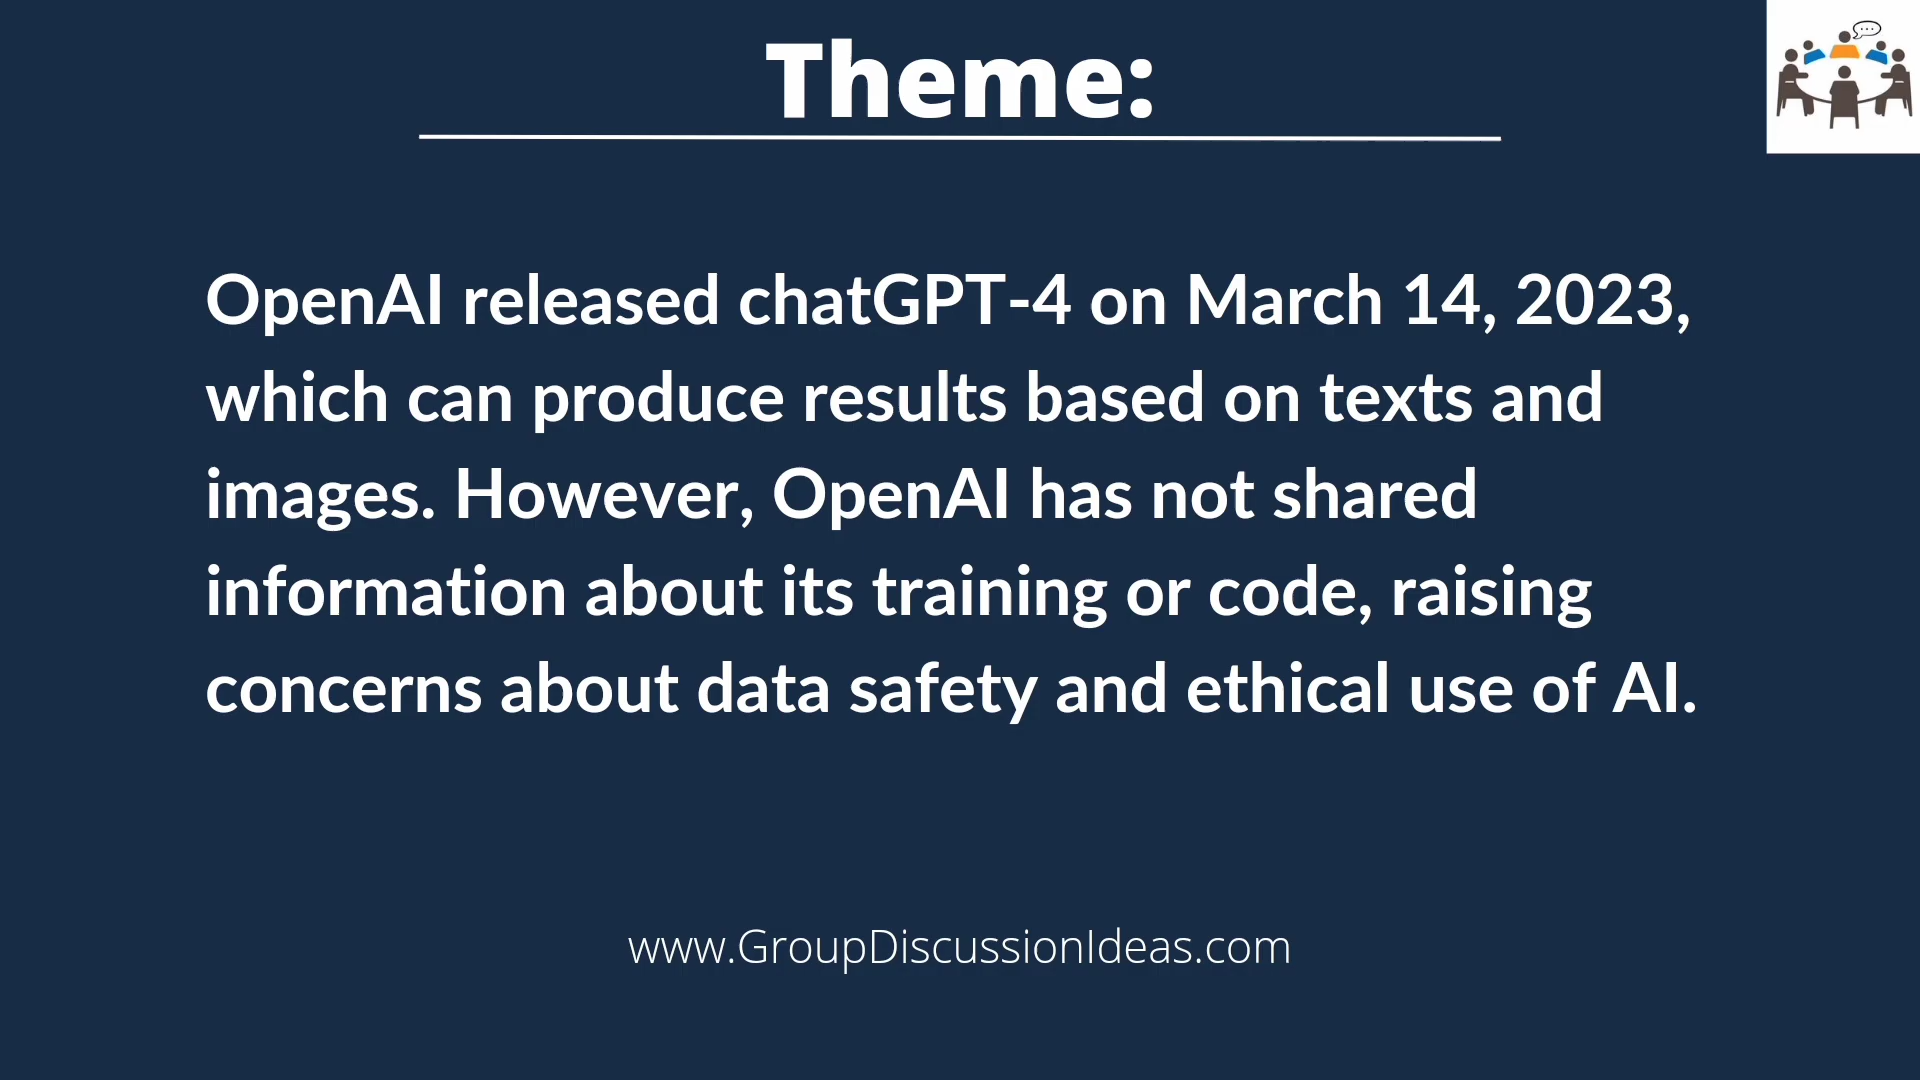 Theme:
OpenAI released chatGPT-4 on March 14, 2023,
which can produce results based on texts and
images. However, OpenAI has not shared
information about its training or code, raising
concerns about data safety and ethical use of AI.
www.GroupDiscussionIdeas.com